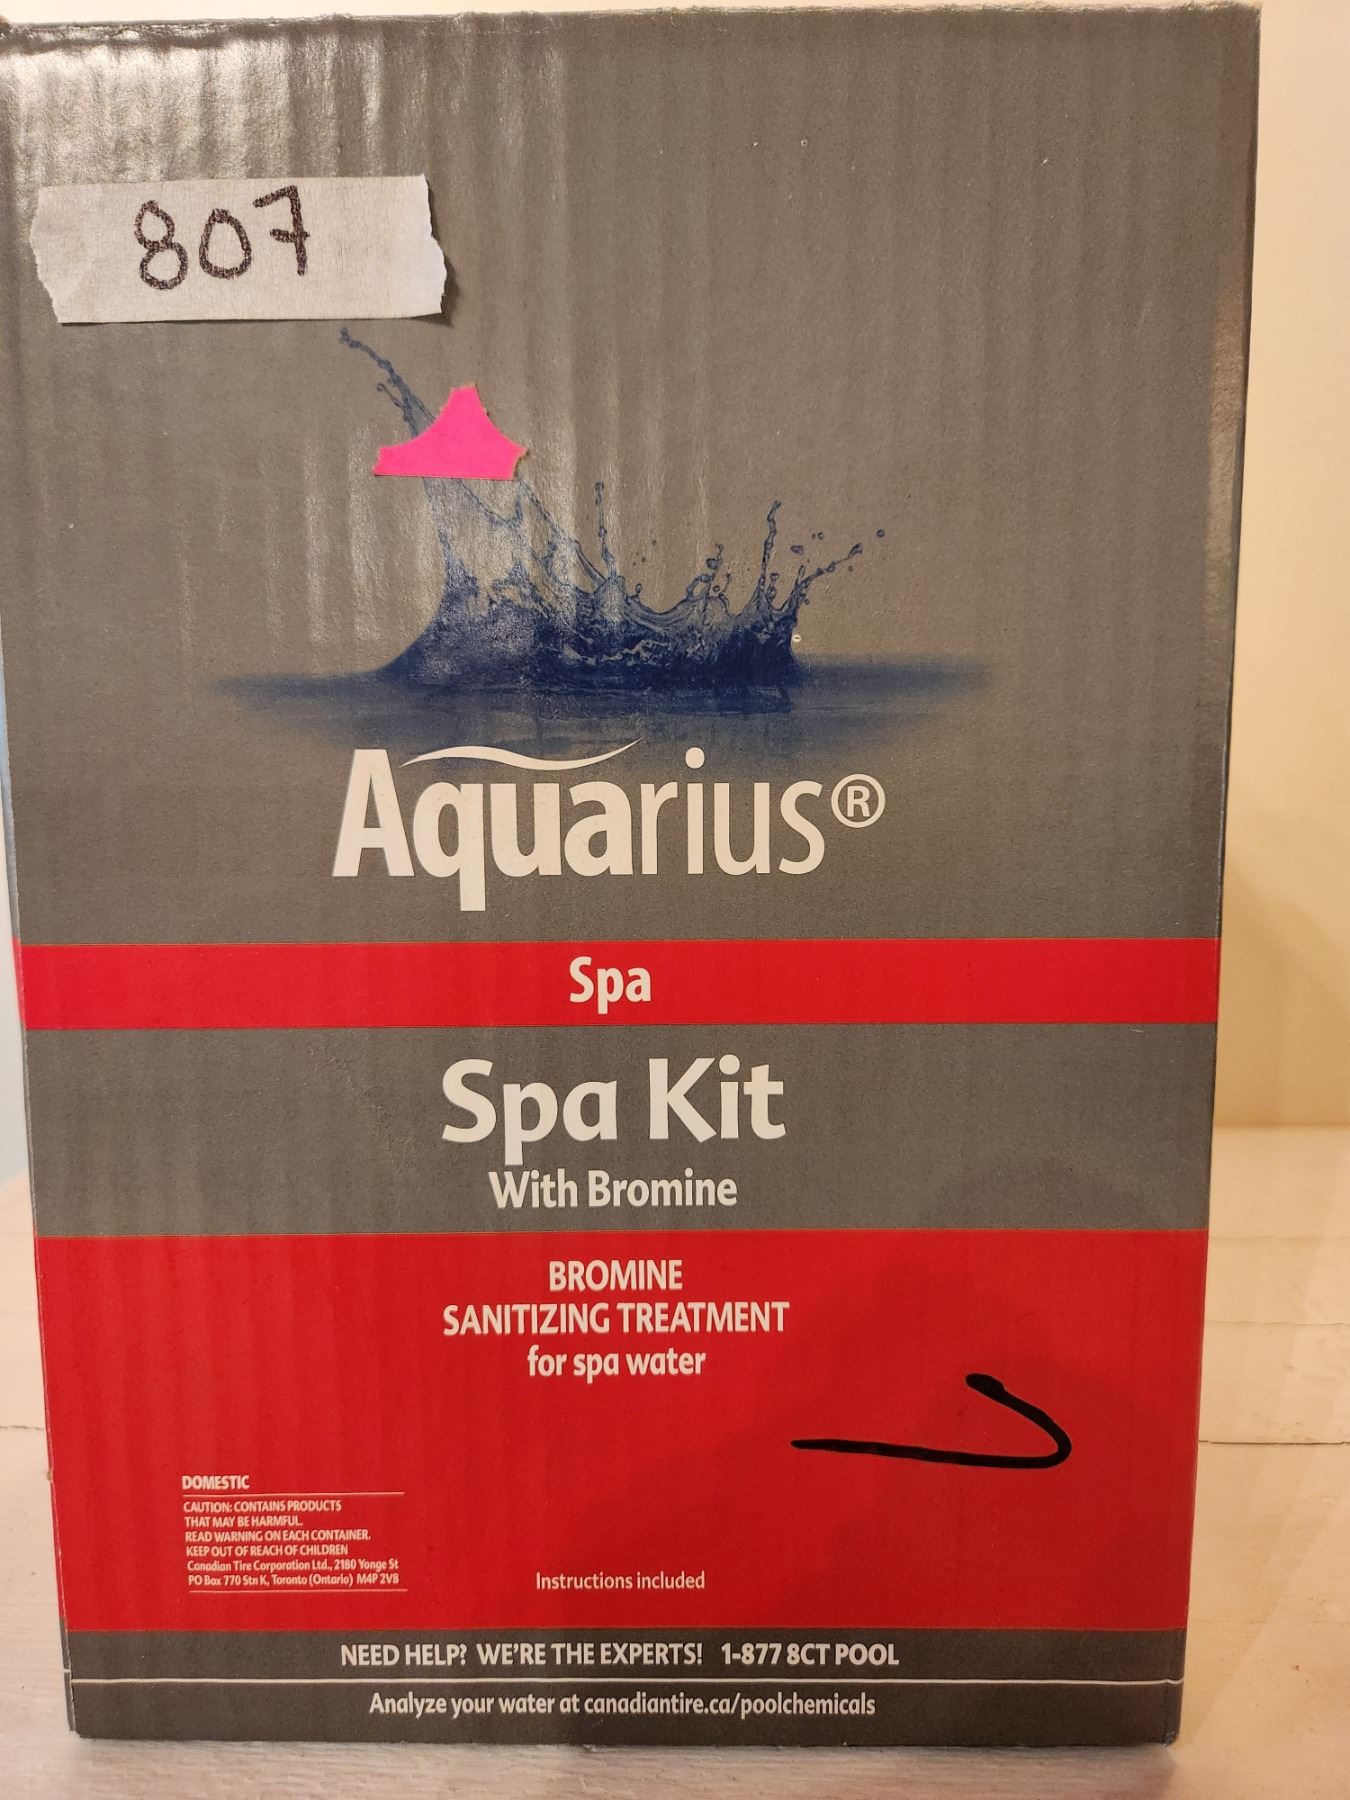 807
Aquarius®
Spa
Spa Kit
With Bromine
BROMINE
SANITIZING TREATMENT
for spa water
DOMESTIC
CAUTION: CONTAINS PRODUCTS
THAT MAY BE HARMFUL.
READ WARNING ON EACH CONTAINER.
KEEP OUT OF REACH OF CHILDREN
Canadian Tire Corporation Ltd., 2180 Yonge St
PO Box 770 Stn K, Toronto (Ontario) M4P 2V8
Instructions included
NEED HELP? WE'RE THE EXPERTS! 1-877 8CT POOL
Analyze your water at canadiantire.ca/poolchemicals